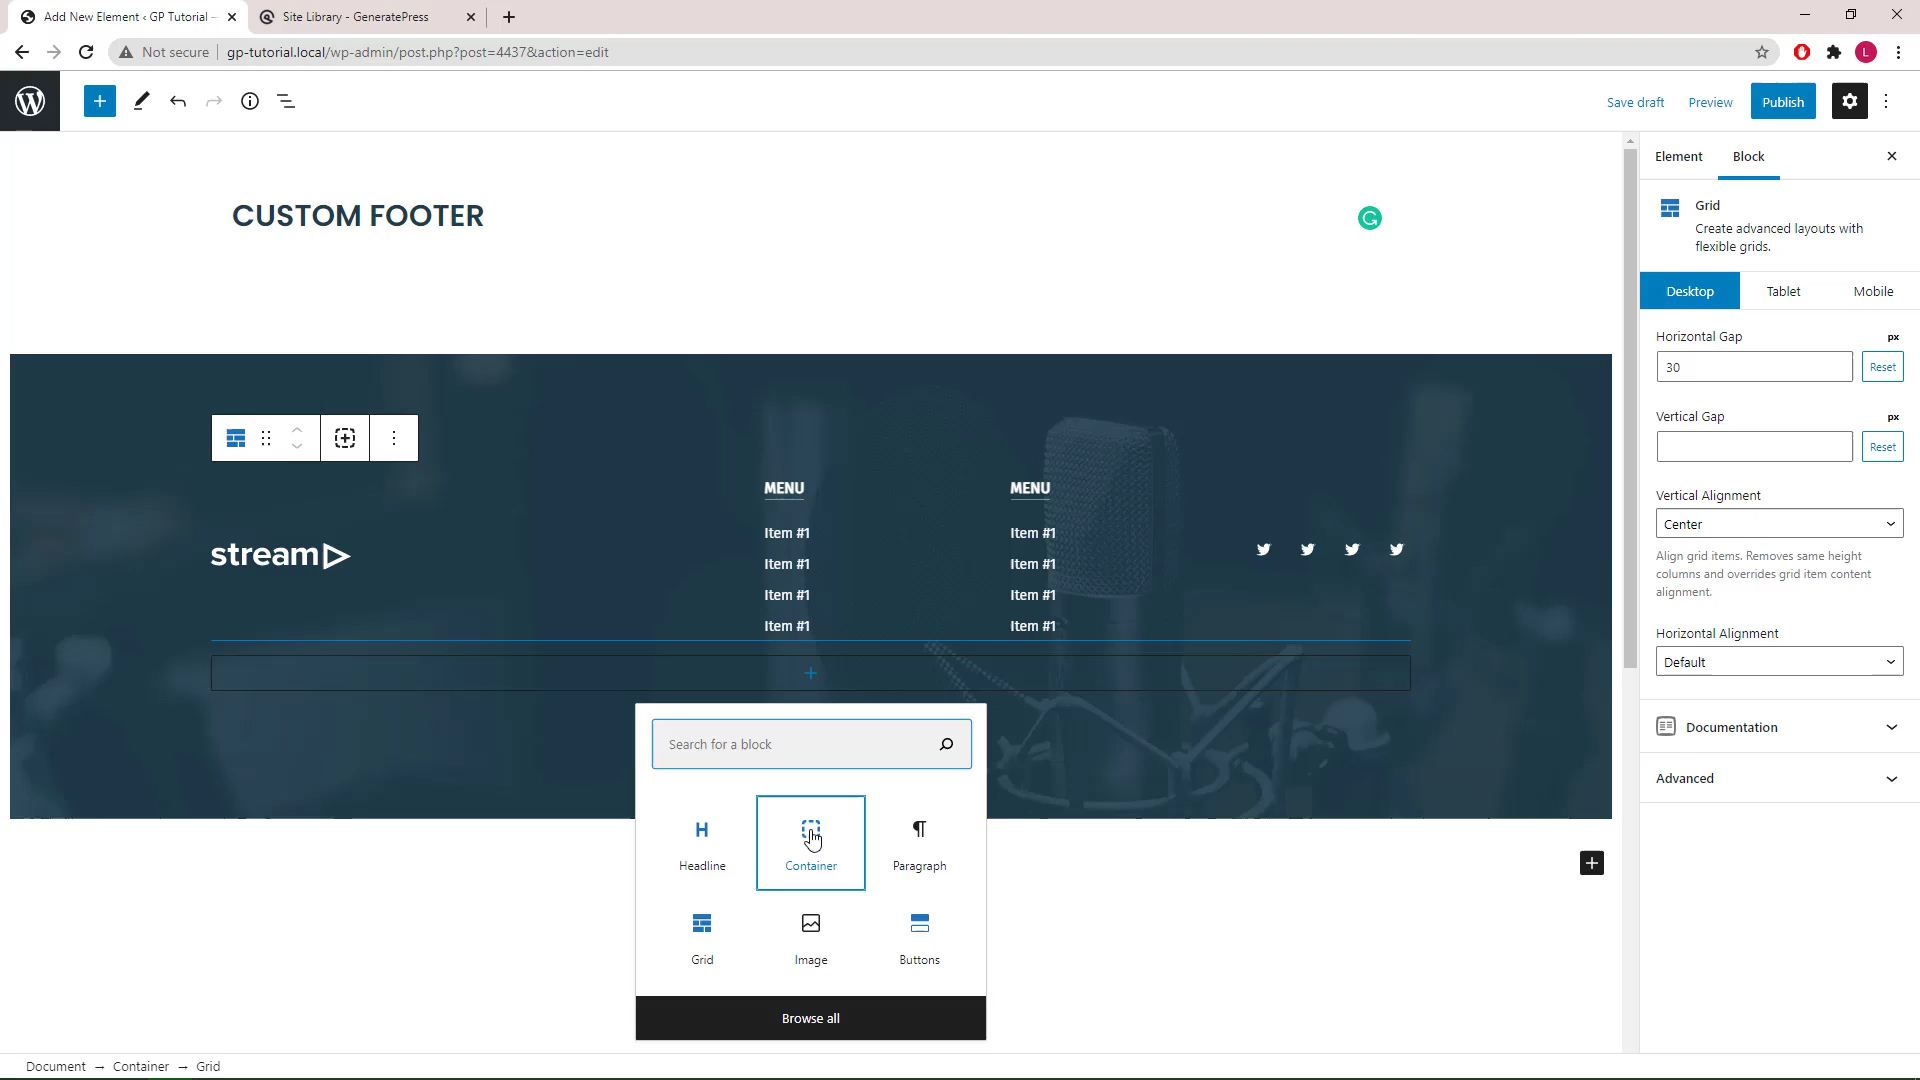 Add New Element ‹ GP Tutorial –
Site Library - GeneratePress
Not secure
gp-tutorial.local/wp-admin/post.php?post=4437&action=edit
L
Save draft
Preview
Publish
CUSTOM FOOTER
Element
Block
Grid
Create advanced layouts with
flexible grids.
Desktop
Tablet
Mobile
Horizontal Gap
px
30
Reset
Vertical Gap
px
Reset
Vertical Alignment
Center
Align grid items. Removes same height
columns and overrides grid item content
alignment.
Horizontal Alignment
Default
Documentation
Advanced
stream
MENU
Item #1
Item #1
Item #1
Item #1
MENU
Item #1
Item #1
Item #1
Item #1
Search for a block
Headline
Container
Paragraph
Grid
Image
Buttons
Browse all
Document → Container → Grid